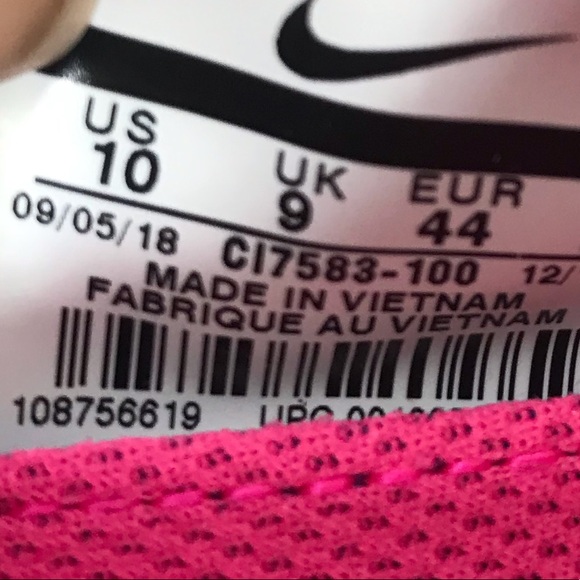 US UK EUR
10 9 44
09/05/18 CI7583-100 12/
MADE IN VIETNAM
FABRIQUE AU VIETNAM
108756619 UPC